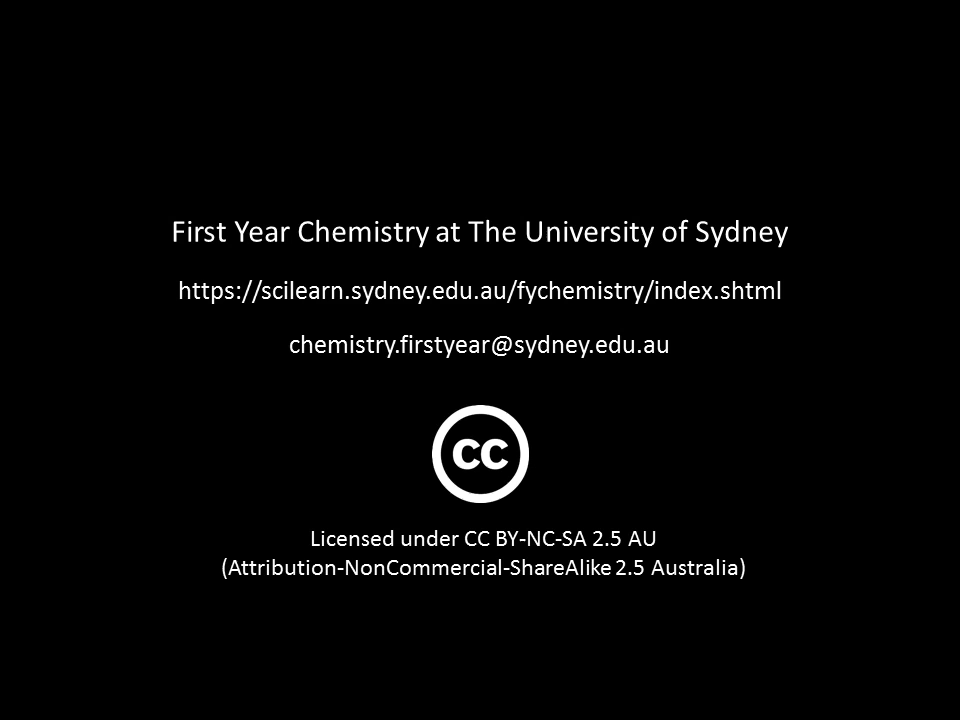 First Year Chemistry at The University of Sydney
https://scilearn.sydney.edu.au/fychemistry/index.shtml
chemistry.firstyear@sydney.edu.au
cc
Licensed under CC BY-NC-SA 2.5 AU
(Attribution-NonCommercial-ShareAlike 2.5 Australia)